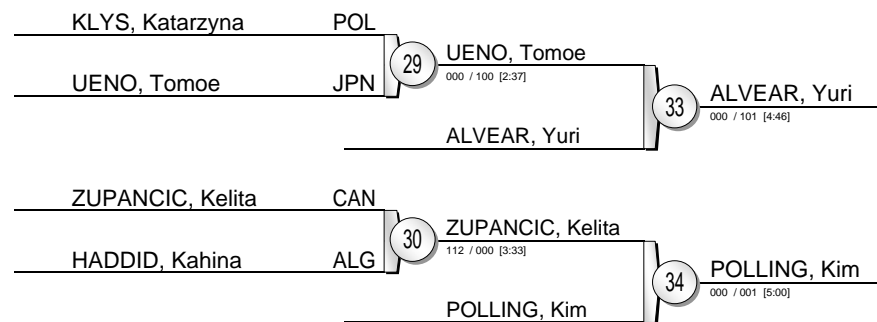 KLYS, Katarzyna POL
29
UENO, Tomoe
000 / 100 [2:37]
UENO, Tomoe JPN
33
ALVEAR, Yuri
000 / 101 [4:46]
ALVEAR, Yuri
ZUPANCIC, Kelita CAN
30
ZUPANCIC, Kelita
112 / 000 [3:33]
HADDID, Kahina ALG
34
POLLING, Kim
000 / 001 [5:00]
POLLING, Kim